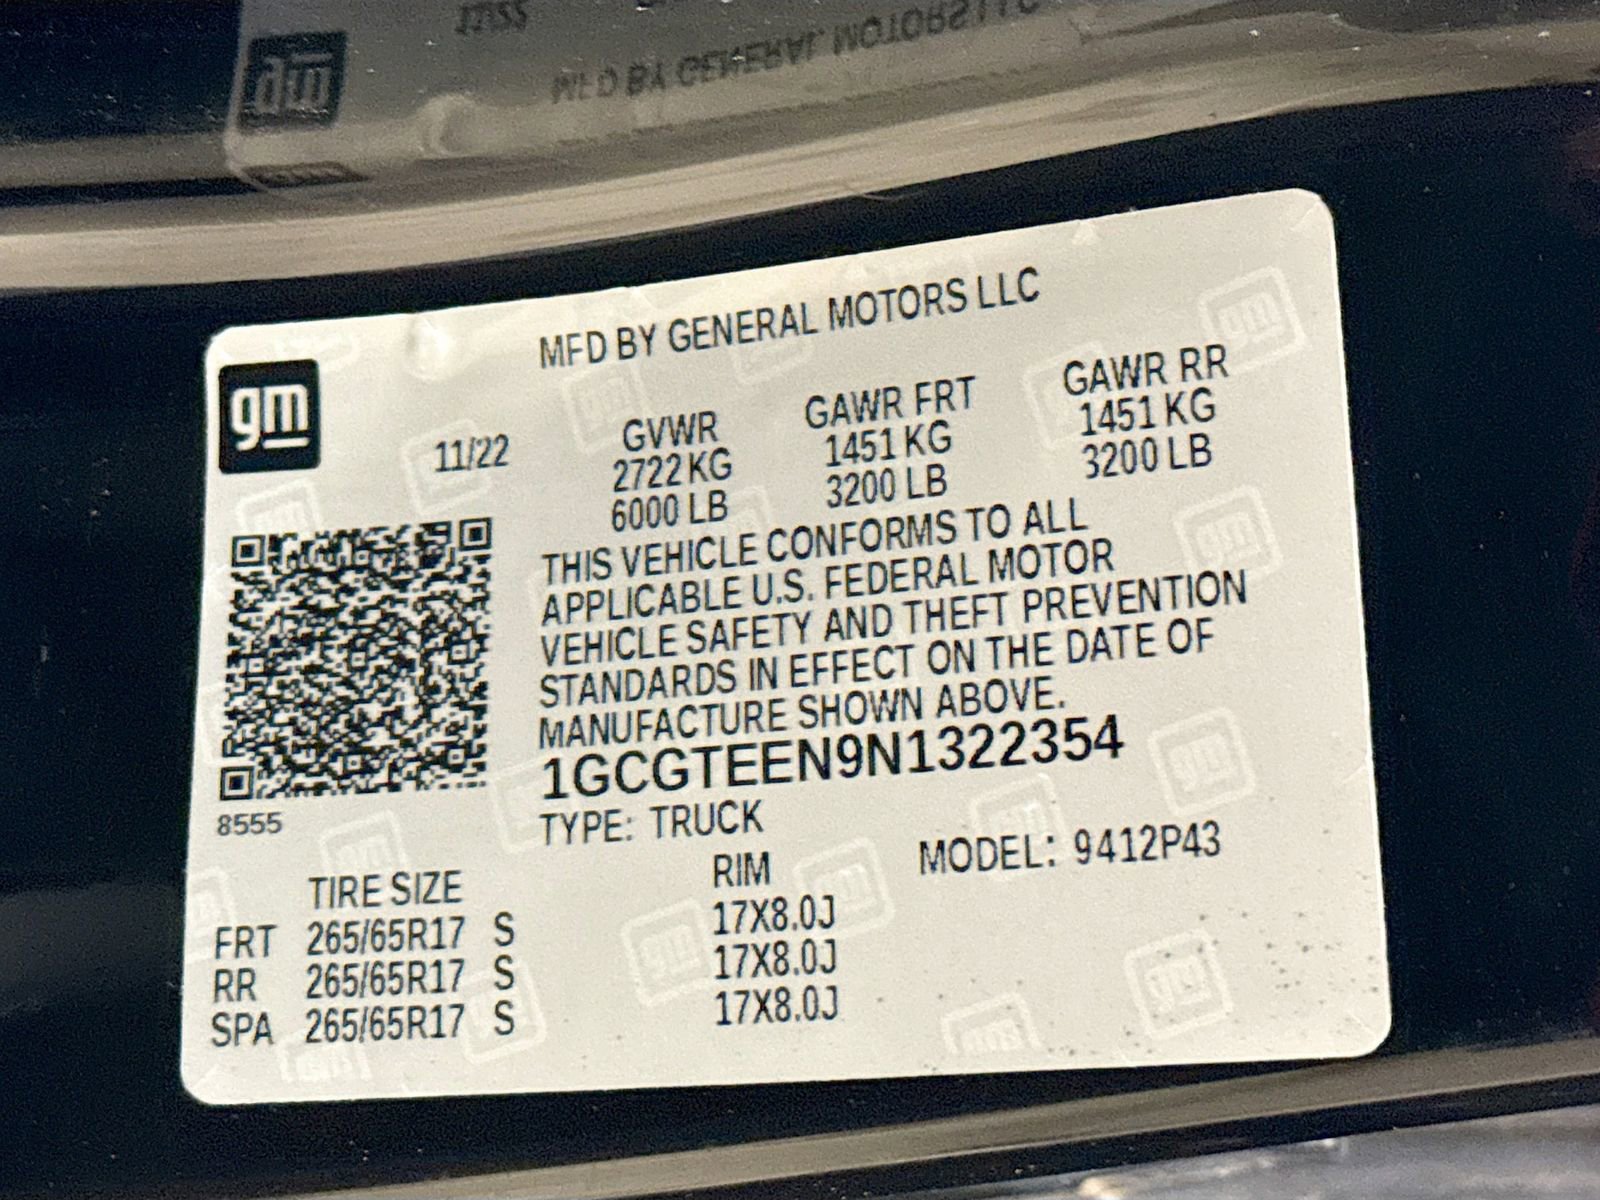 MFD BY GENERAL MOTORS LLC
gm
11/22
GVWR GAWR FRT GAWR RR
2722 KG 1451 KG 1451 KG
6000 LB 3200 LB 3200 LB
THIS VEHICLE CONFORMS TO ALL
APPLICABLE U.S. FEDERAL MOTOR
VEHICLE SAFETY AND THEFT PREVENTION
STANDARDS IN EFFECT ON THE DATE OF
MANUFACTURE SHOWN ABOVE.
1GCGTEEN9N1322354
8555
TYPE: TRUCK
MODEL: 9412P43
TIRE SIZE RIM
FRT 265/65R17 S 17X8.0J
RR 265/65R17 S 17X8.0J
SPA 265/65R17 S 17X8.0J